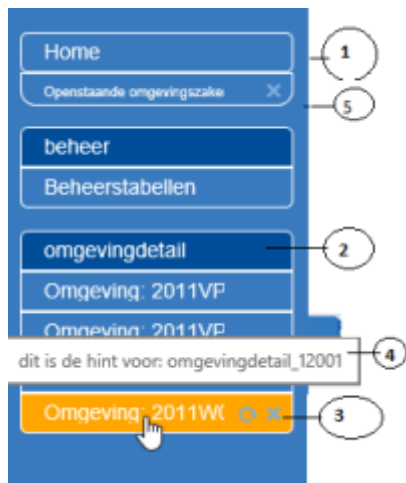 Home
1
Openstaande omgevingszake
5
beheer
Beheerstabellen
omgevingdetail
2
Omgeving: 2011VP
Omgeving: 2011VP
dit is de hint voor: omgevingdetail_12001
4
Omgeving: 2011W
3